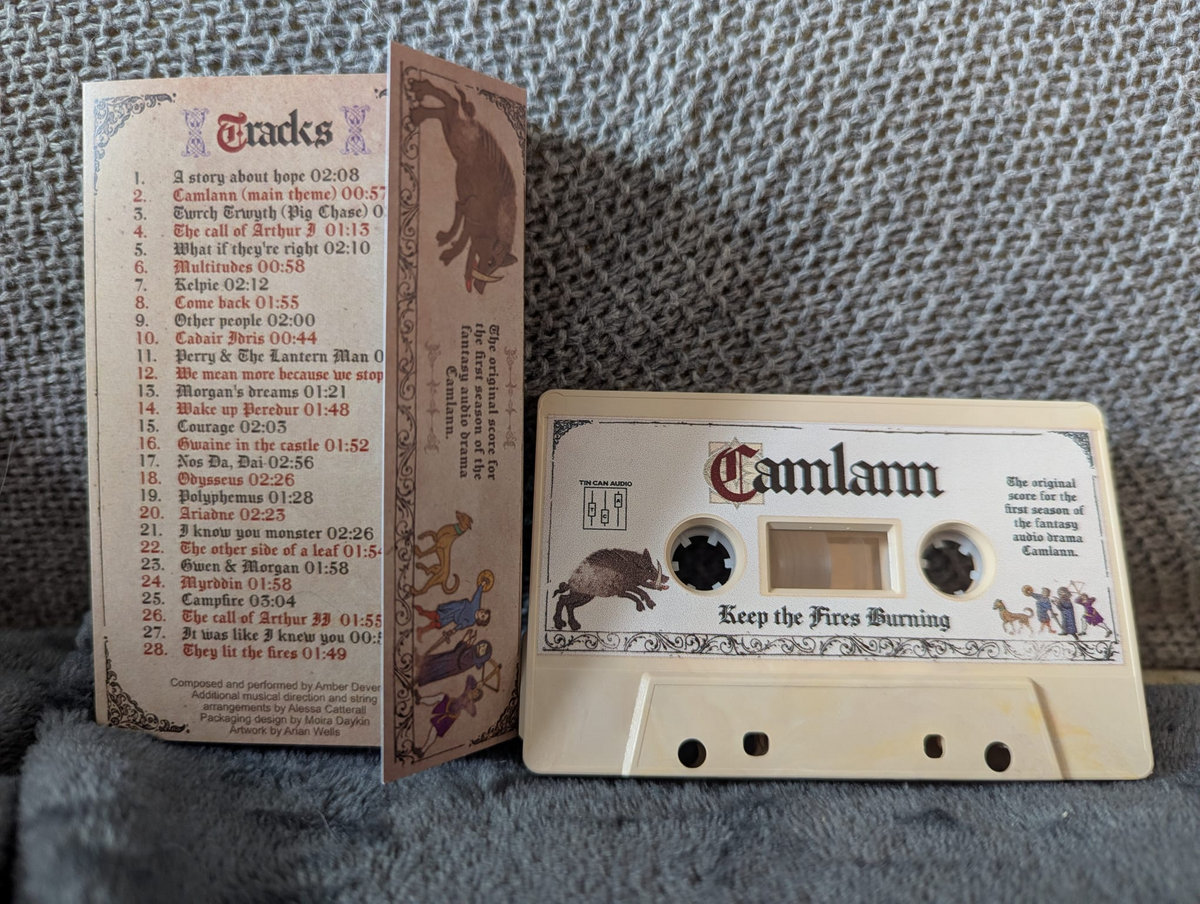 Tracks
1. A story about hope 02:08
2. Camlann (main theme) 00:57
3. Twrch Trwyth (Pig Chase) 0
4. The call of Arthur I 01:13
5. What if they're right 02:10
6. Multitudes 00:58
7. Kelpie 02:12
8. Come back 01:55
9. Other people 02:00
10. Cadair Idris 00:44
11. Perry & The Lantern Man 0
12. We mean more because we stop
13. Morgan's dreams 01:21
14. Wake up Peredur 01:48
15. Courage 02:03
16. Gwaine in the castle 01:52
17. Nos Da, Dai 02:56
18. Odysseus 02:26
19. Polyphemus 01:28
20. Ariadne 02:23
21. I know you monster 02:26
22. The other side of a leaf 01:54
23. Gwen & Morgan 01:58
24. Myrddin 01:58
25. Campfire 03:04
26. The call of Arthur II 01:55
27. It was like I knew you 00:5
28. They lit the fires 01:49
Composed and performed by Amber Dever
Additional musical direction and string
arrangements by Alessa Catterall
Packaging design by Moira Daykin
Artwork by Arian Wells
The original score for
the first season of the
fantasy audio drama
Camlann.
Camlann
TIN CAN AUDIO
T
C
A
The original
score for the
first season of
the fantasy
audio drama
Camlann.
Keep the Fires Burning